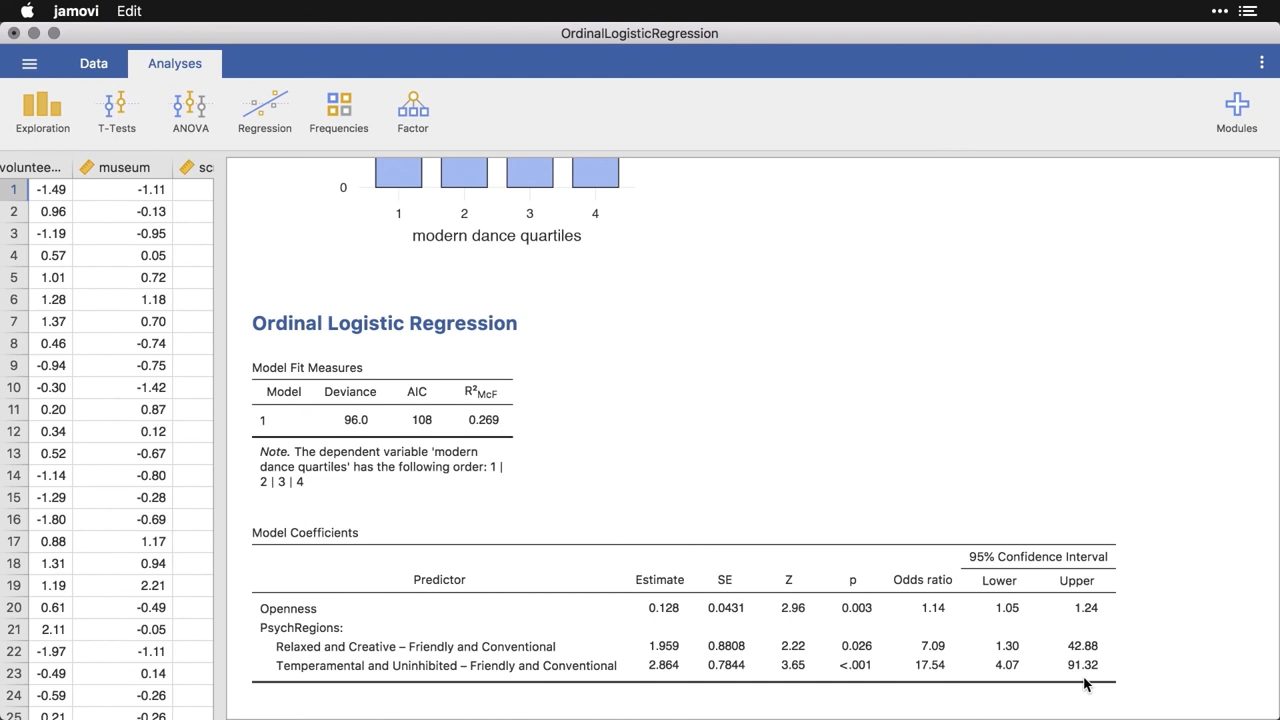 jamovi Edit
OrdinalLogisticRegression
Data Analyses
Exploration T-Tests ANOVA Regression Frequencies Factor Modules
voluntee... museum sc
1 -1.49 -1.11
2 0.96 -0.13
3 -1.19 -0.95
4 0.57 0.05
5 1.01 0.72
6 1.28 1.18
7 1.37 0.70
8 0.46 -0.74
9 -0.94 -0.75
10 -0.30 -1.42
11 0.20 0.87
12 0.34 0.12
13 0.52 -0.67
14 -1.14 -0.80
15 -1.29 -0.28
16 -1.80 -0.69
17 0.88 1.17
18 1.31 0.94
19 1.19 2.21
20 0.61 -0.49
21 2.11 -0.05
22 -1.97 -1.11
23 -0.49 0.14
24 -0.59 -0.26
25 0.21 -0.26
0
1 2 3 4
modern dance quartiles
Ordinal Logistic Regression
Model Fit Measures
Model Deviance AIC R²McF
1 96.0 108 0.269
Note. The dependent variable 'modern
dance quartiles' has the following order: 1 |
2 | 3 | 4
Model Coefficients
95% Confidence Interval
Predictor Estimate SE Z p Odds ratio Lower Upper
Openness 0.128 0.0431 2.96 0.003 1.14 1.05 1.24
PsychRegions:
Relaxed and Creative – Friendly and Conventional 1.959 0.8808 2.22 0.026 7.09 1.30 42.88
Temperamental and Uninhibited – Friendly and Conventional 2.864 0.7844 3.65 <.001 17.54 4.07 91.32